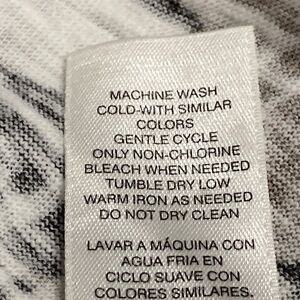 MACHINE WASH
COLD-WITH SIMILAR
COLORS
GENTLE CYCLE
ONLY NON-CHLORINE
BLEACH WHEN NEEDED
TUMBLE DRY LOW
WARM IRON AS NEEDED
DO NOT DRY CLEAN
LAVAR A MÁQUINA CON
AGUA FRIA EN
CICLO SUAVE CON
COLORES SIMILARES.